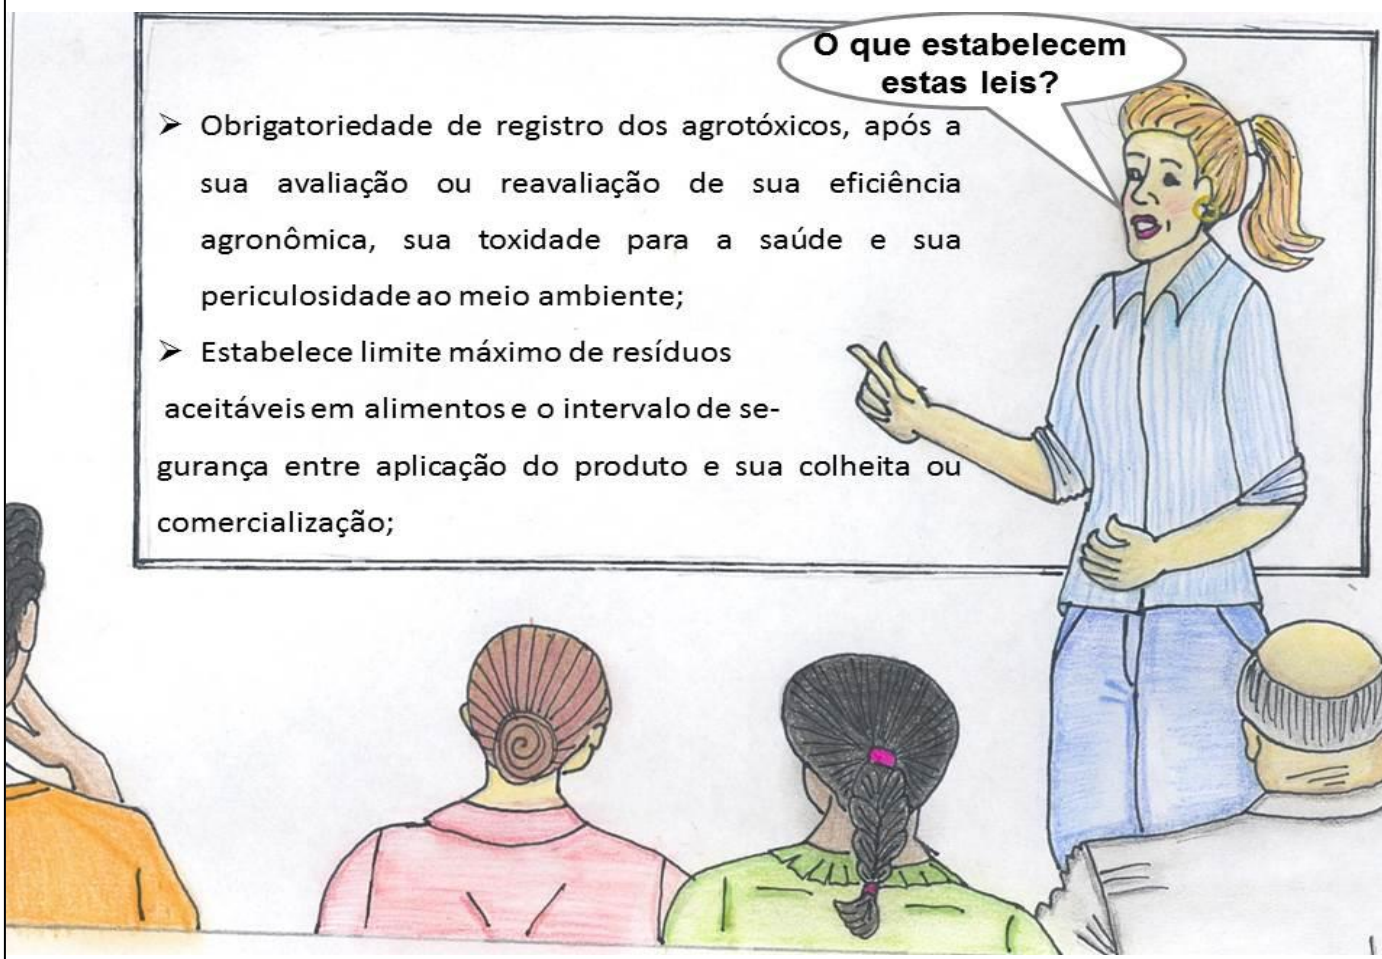 O que estabelecem
estas leis?
➢ Obrigatoriedade de registro dos agrotóxicos, após a
sua avaliação ou reavaliação de sua eficiência
agronômica, sua toxidade para a saúde e sua
periculosidade ao meio ambiente;
➢ Estabelece limite máximo de resíduos
aceitáveis em alimentos e o intervalo de se-
gurança entre aplicação do produto e sua colheita ou
comercialização;